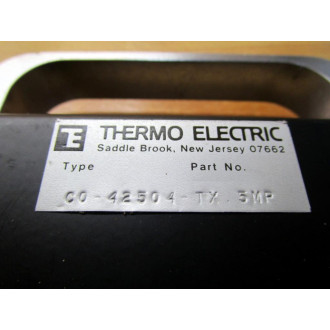 TE THERMO ELECTRIC
Saddle Brook, New Jersey 07662
Type Part No.
CO-42504-TX 3MP